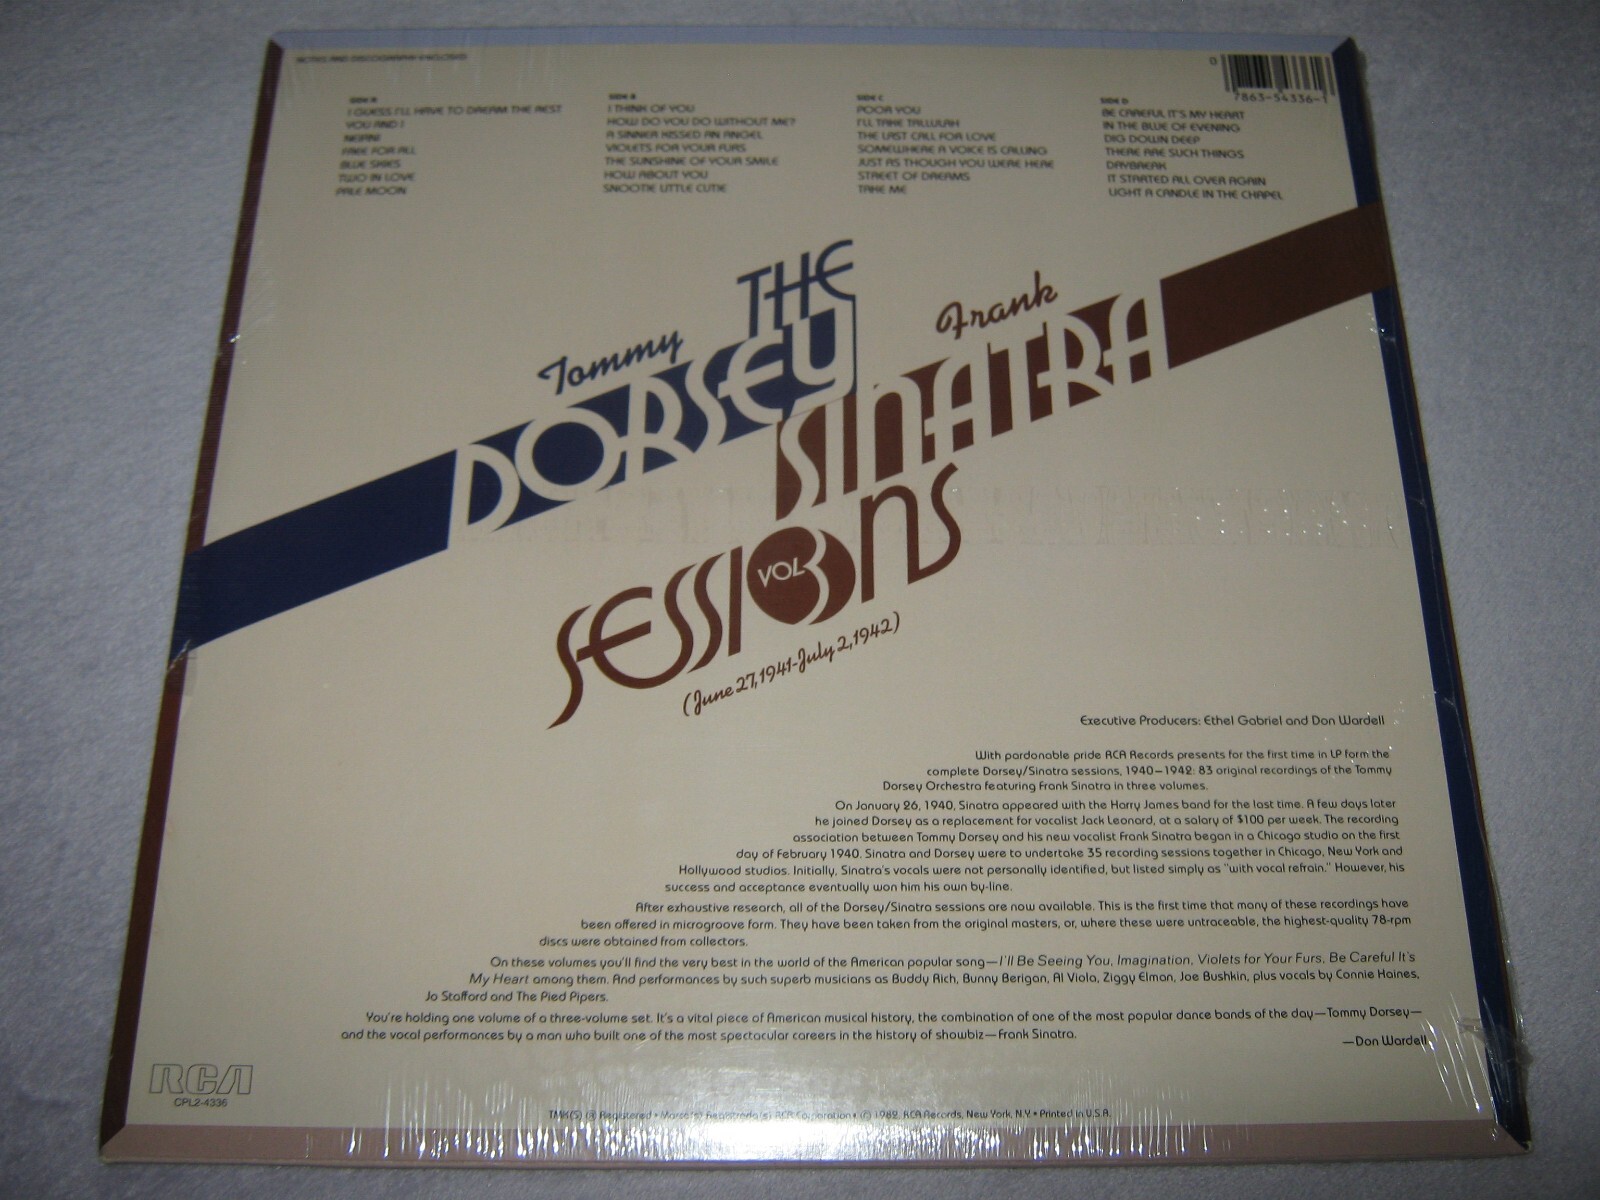 NOTES AND DISCOGRAPHY ENCLOSED
0
7863-54336-1
SIDE A
I GUESS I'LL HAVE TO DREAM THE REST
YOU AND I
NEIANI
FREE FOR ALL
BLUE SKIES
TWO IN LOVE
PALE MOON
SIDE B
I THINK OF YOU
HOW DO YOU DO WITHOUT ME?
A SINNER KISSED AN ANGEL
VIOLETS FOR YOUR FURS
THE SUNSHINE OF YOUR SMILE
HOW ABOUT YOU
SNOOTIE LITTLE CUTIE
SIDE C
POOR YOU
I'LL TAKE TALLULAH
THE LAST CALL FOR LOVE
SOMEWHERE A VOICE IS CALLING
JUST AS THOUGH YOU WERE HERE
STREET OF DREAMS
TAKE ME
SIDE D
BE CAREFUL IT'S MY HEART
IN THE BLUE OF EVENING
DIG DOWN DEEP
THERE ARE SUCH THINGS
DAYBREAK
IT STARTED ALL OVER AGAIN
LIGHT A CANDLE IN THE CHAPEL
THE
Tommy
DORSEY
Frank
SINATRA
SESSIONS
VOL 3
(June 27, 1941-July 2, 1942)
Executive Producers: Ethel Gabriel and Don Wardell
With pardonable pride RCA Records presents for the first time in LP form the
complete Dorsey/Sinatra sessions, 1940–1942: 83 original recordings of the Tommy
Dorsey Orchestra featuring Frank Sinatra in three volumes.
On January 26, 1940, Sinatra appeared with the Harry James band for the last time. A few days later
he joined Dorsey as a replacement for vocalist Jack Leonard, at a salary of $100 per week. The recording
association between Tommy Dorsey and his new vocalist Frank Sinatra began in a Chicago studio on the first
day of February 1940. Sinatra and Dorsey were to undertake 35 recording sessions together in Chicago, New York and
Hollywood studios. Initially, Sinatra's vocals were not personally identified, but listed simply as "with vocal refrain." However, his
success and acceptance eventually won him his own by-line.
After exhaustive research, all of the Dorsey/Sinatra sessions are now available. This is the first time that many of these recordings have
been offered in microgroove form. They have been taken from the original masters, or, where these were untraceable, the highest-quality 78-rpm
discs were obtained from collectors.
On these volumes you'll find the very best in the world of the American popular song—I'll Be Seeing You, Imagination, Violets for Your Furs, Be Careful It's
My Heart among them. And performances by such superb musicians as Buddy Rich, Bunny Berigan, Al Viola, Ziggy Elman, Joe Bushkin, plus vocals by Connie Haines,
Jo Stafford and The Pied Pipers.
You're holding one volume of a three-volume set. It's a vital piece of American musical history, the combination of one of the most popular dance bands of the day—Tommy Dorsey—
and the vocal performances by a man who built one of the most spectacular careers in the history of showbiz—Frank Sinatra.
—Don Wardell
RCA
CPL2-4336
TMK(S) ® Registered • Marca(s) Registrada(s) RCA Corporation • © 1982, RCA Records, New York, N.Y. • Printed in U.S.A.